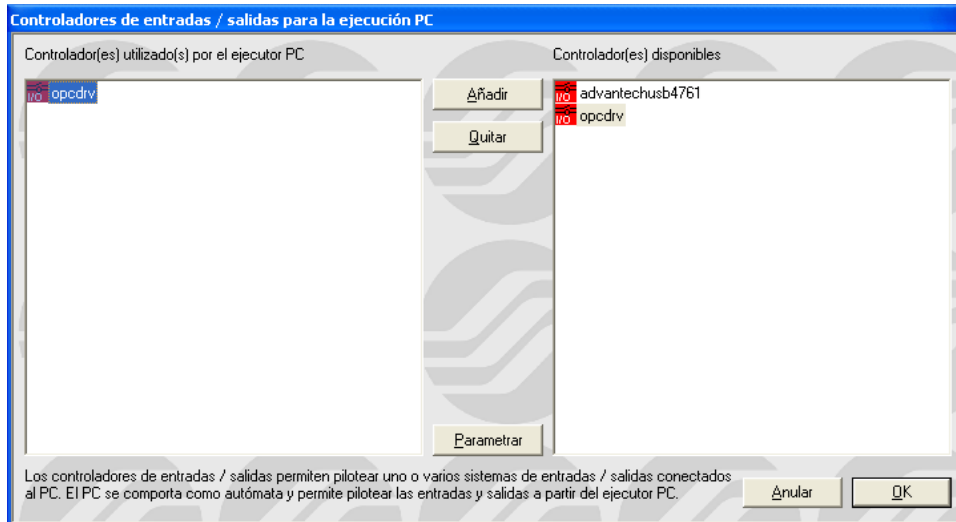 Controladores de entradas / salidas para la ejecución PC
Controlador(es) utilizado(s) por el ejecutor PC
Controlador(es) disponibles
I/O opcdrv
Añadir
I/O advantechusb4761
I/O opcdrv
Quitar
Parametrar
Los controladores de entradas / salidas permiten pilotear uno o varios sistemas de entradas / salidas conectados
al PC. El PC se comporta como autómata y permite pilotear las entradas y salidas a partir del ejecutor PC.
Anular
OK